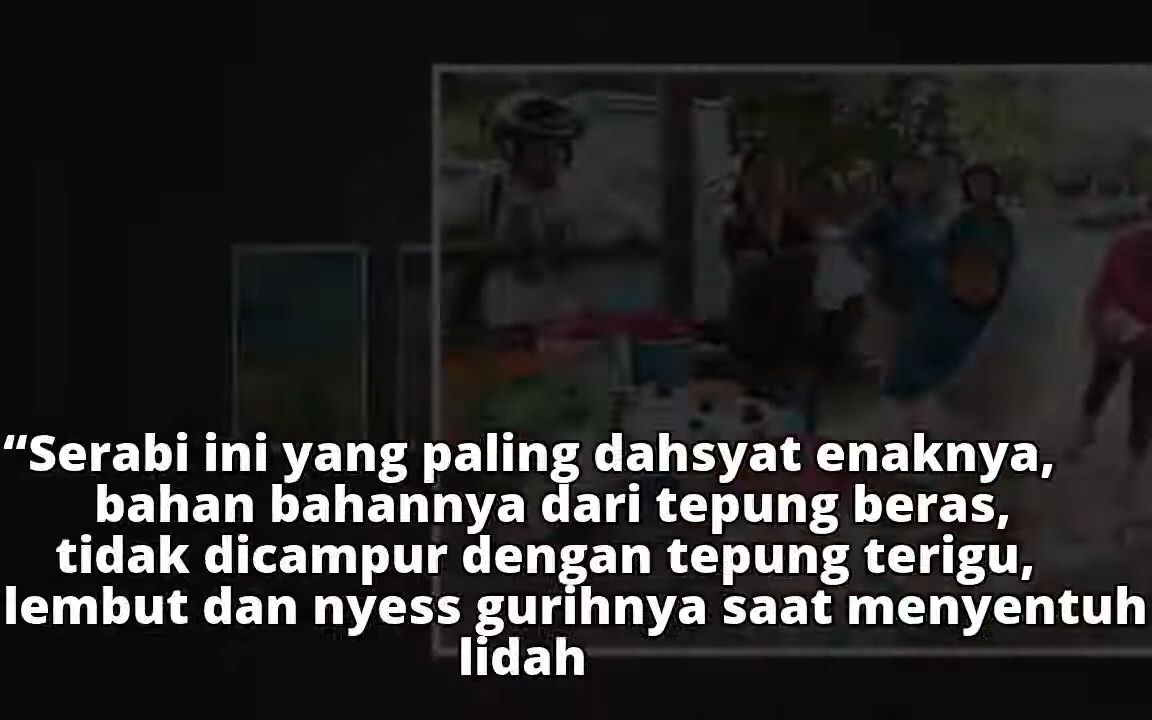 “Serabi ini yang paling dahsyat enaknya,
bahan bahannya dari tepung beras,
tidak dicampur dengan tepung terigu,
lembut dan nyess gurihnya saat menyentuh
lidah